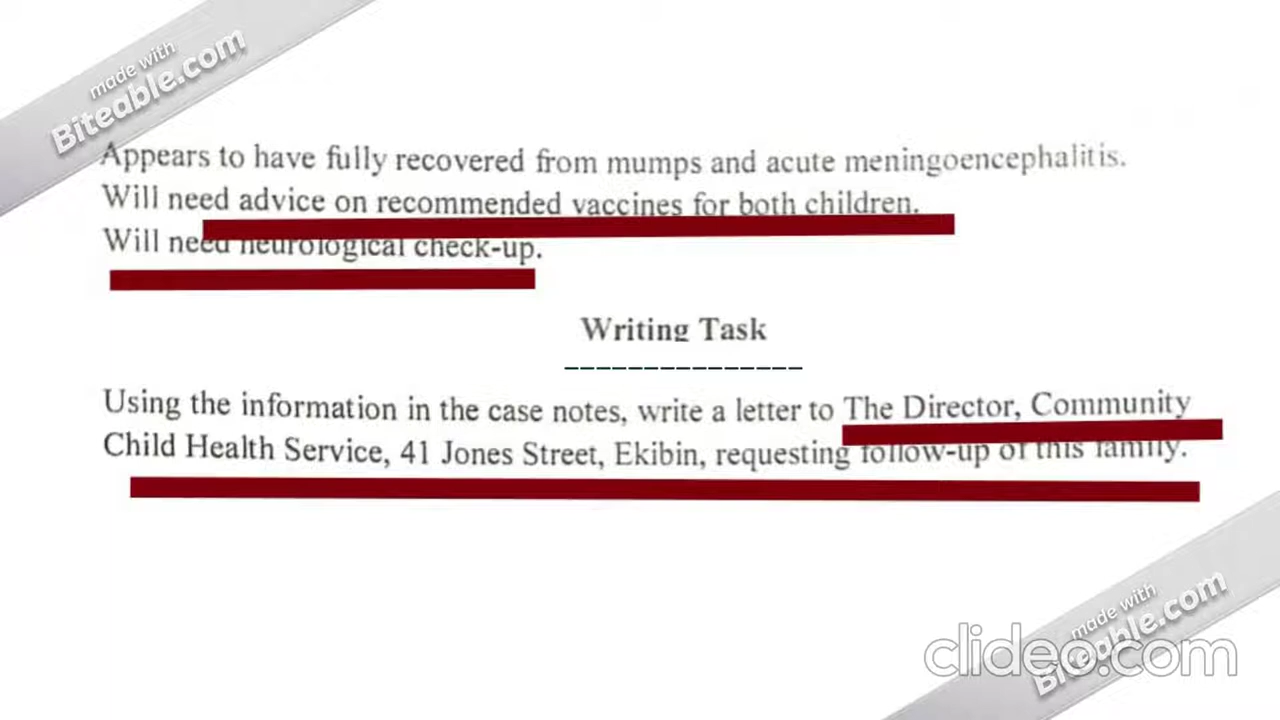 made with
Biteable.com
Appears to have fully recovered from mumps and acute meningoencephalitis.
Will need advice on recommended vaccines for both children.
Will need neurological check-up.
Writing Task
Using the information in the case notes, write a letter to The Director, Community
Child Health Service, 41 Jones Street, Ekibin, requesting follow-up of this family.
made with
Biteable.com
clideo.com